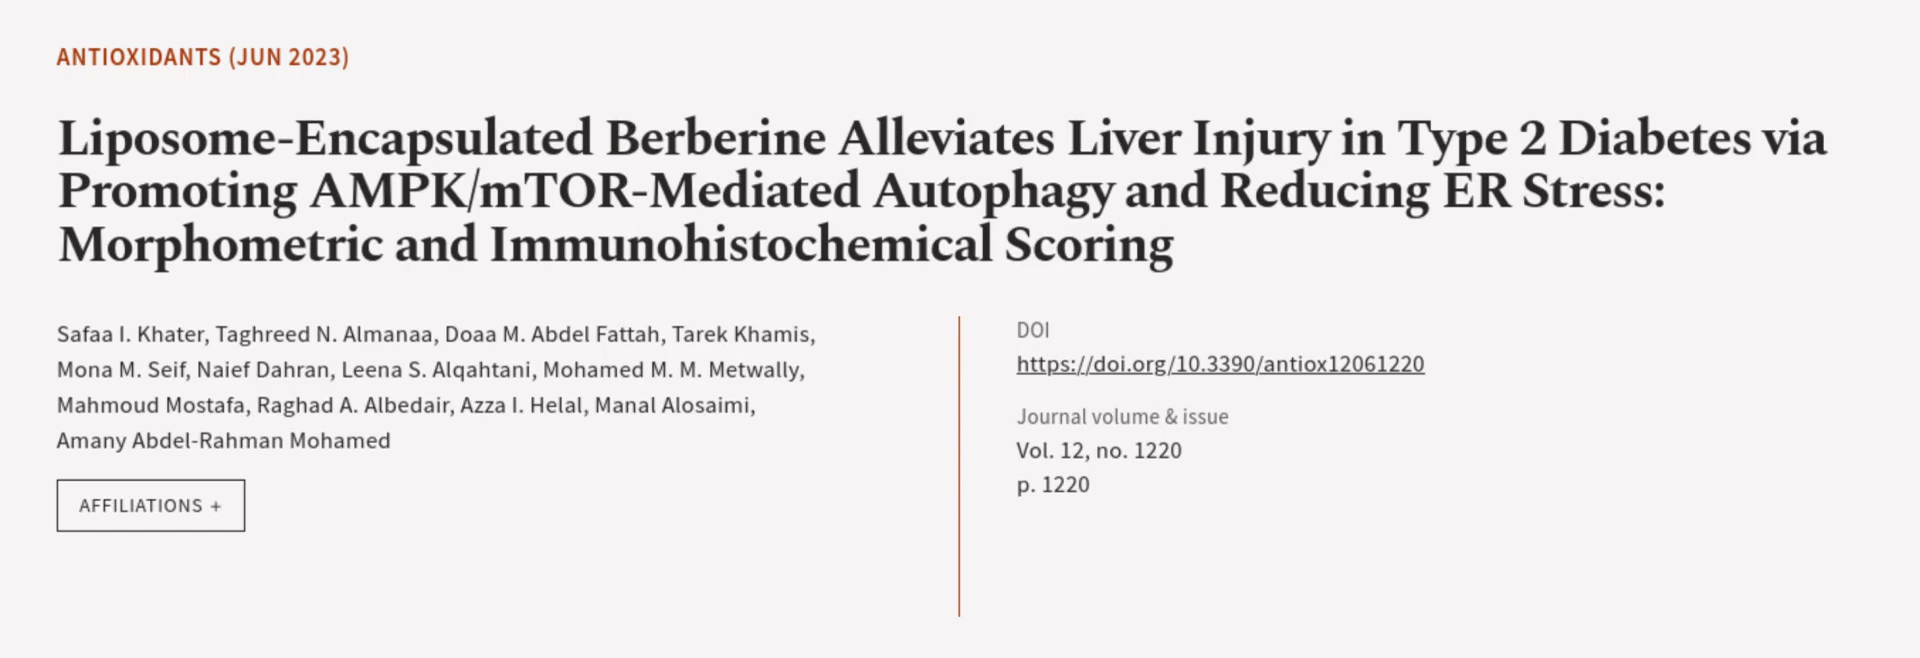 ANTIOXIDANTS (JUN 2023)
Liposome-Encapsulated Berberine Alleviates Liver Injury in Type 2 Diabetes via
Promoting AMPK/mTOR-Mediated Autophagy and Reducing ER Stress:
Morphometric and Immunohistochemical Scoring
Safaa I. Khater, Taghreed N. Almanaa, Doaa M. Abdel Fattah, Tarek Khamis,
Mona M. Seif, Naief Dahran, Leena S. Alqahtani, Mohamed M. M. Metwally,
Mahmoud Mostafa, Raghad A. Albedair, Azza I. Helal, Manal Alosaimi,
Amany Abdel-Rahman Mohamed
AFFILIATIONS +
DOI
https://doi.org/10.3390/antiox12061220
Journal volume & issue
Vol. 12, no. 1220
p. 1220